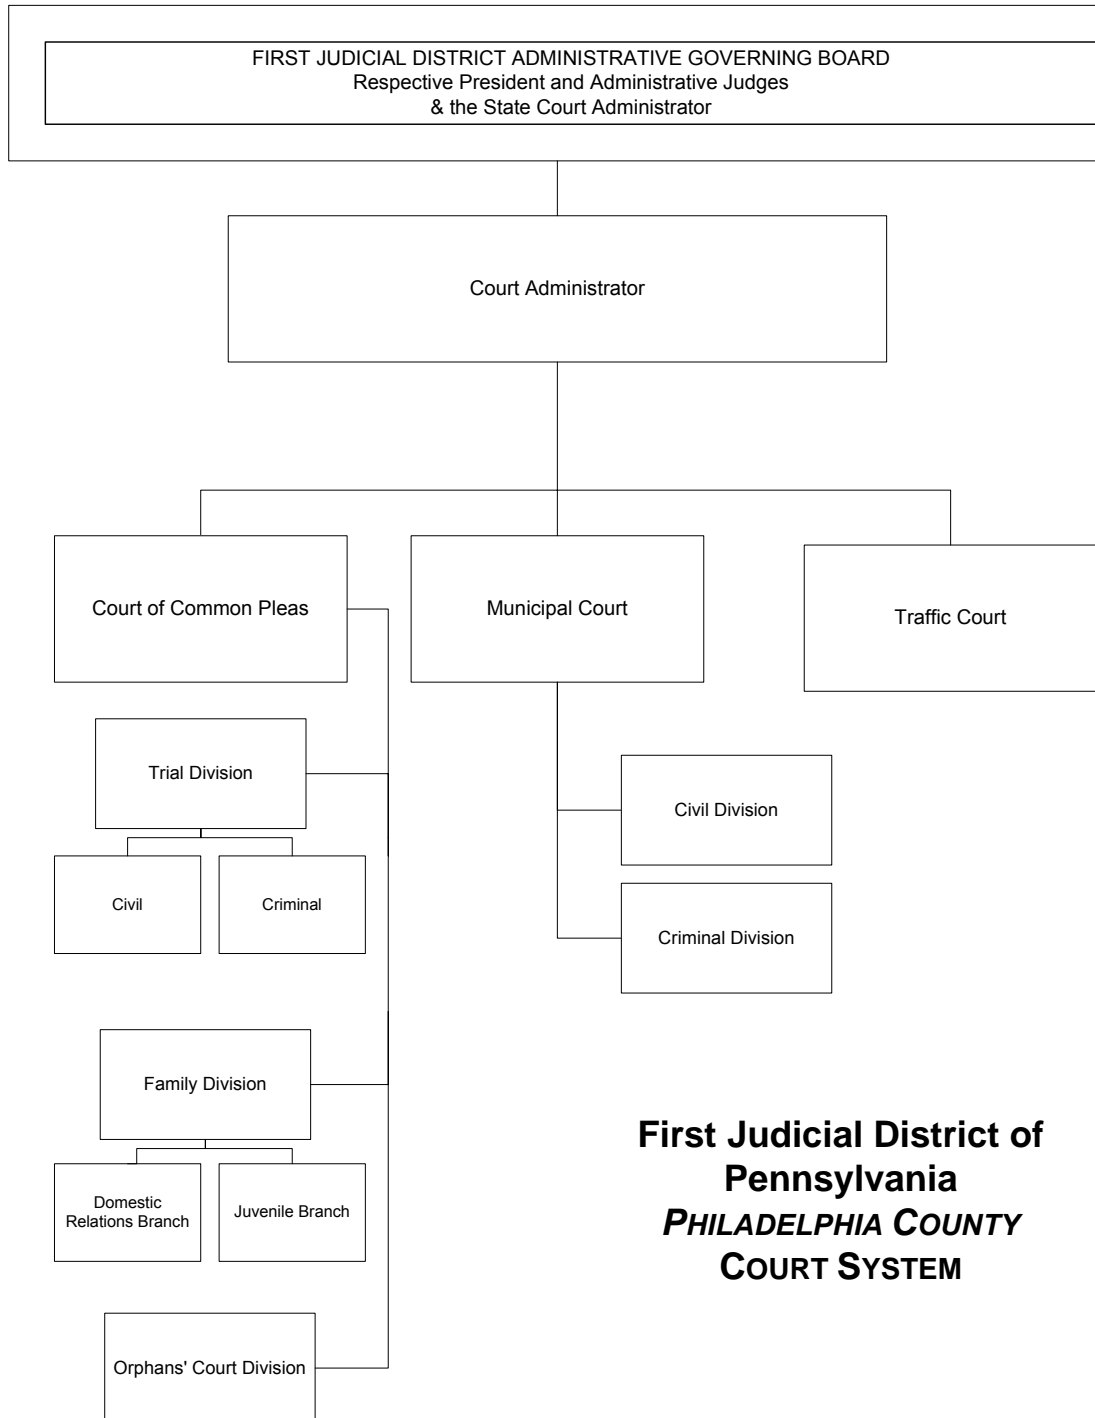 FIRST JUDICIAL DISTRICT ADMINISTRATIVE GOVERNING BOARD
Respective President and Administrative Judges
& the State Court Administrator
Court Administrator
Court of Common Pleas
Municipal Court
Traffic Court
Trial Division
Civil
Criminal
Civil Division
Criminal Division
Family Division
Domestic
Relations Branch
Juvenile Branch
Orphans' Court Division
First Judicial District of
Pennsylvania
PHILADELPHIA COUNTY
COURT SYSTEM